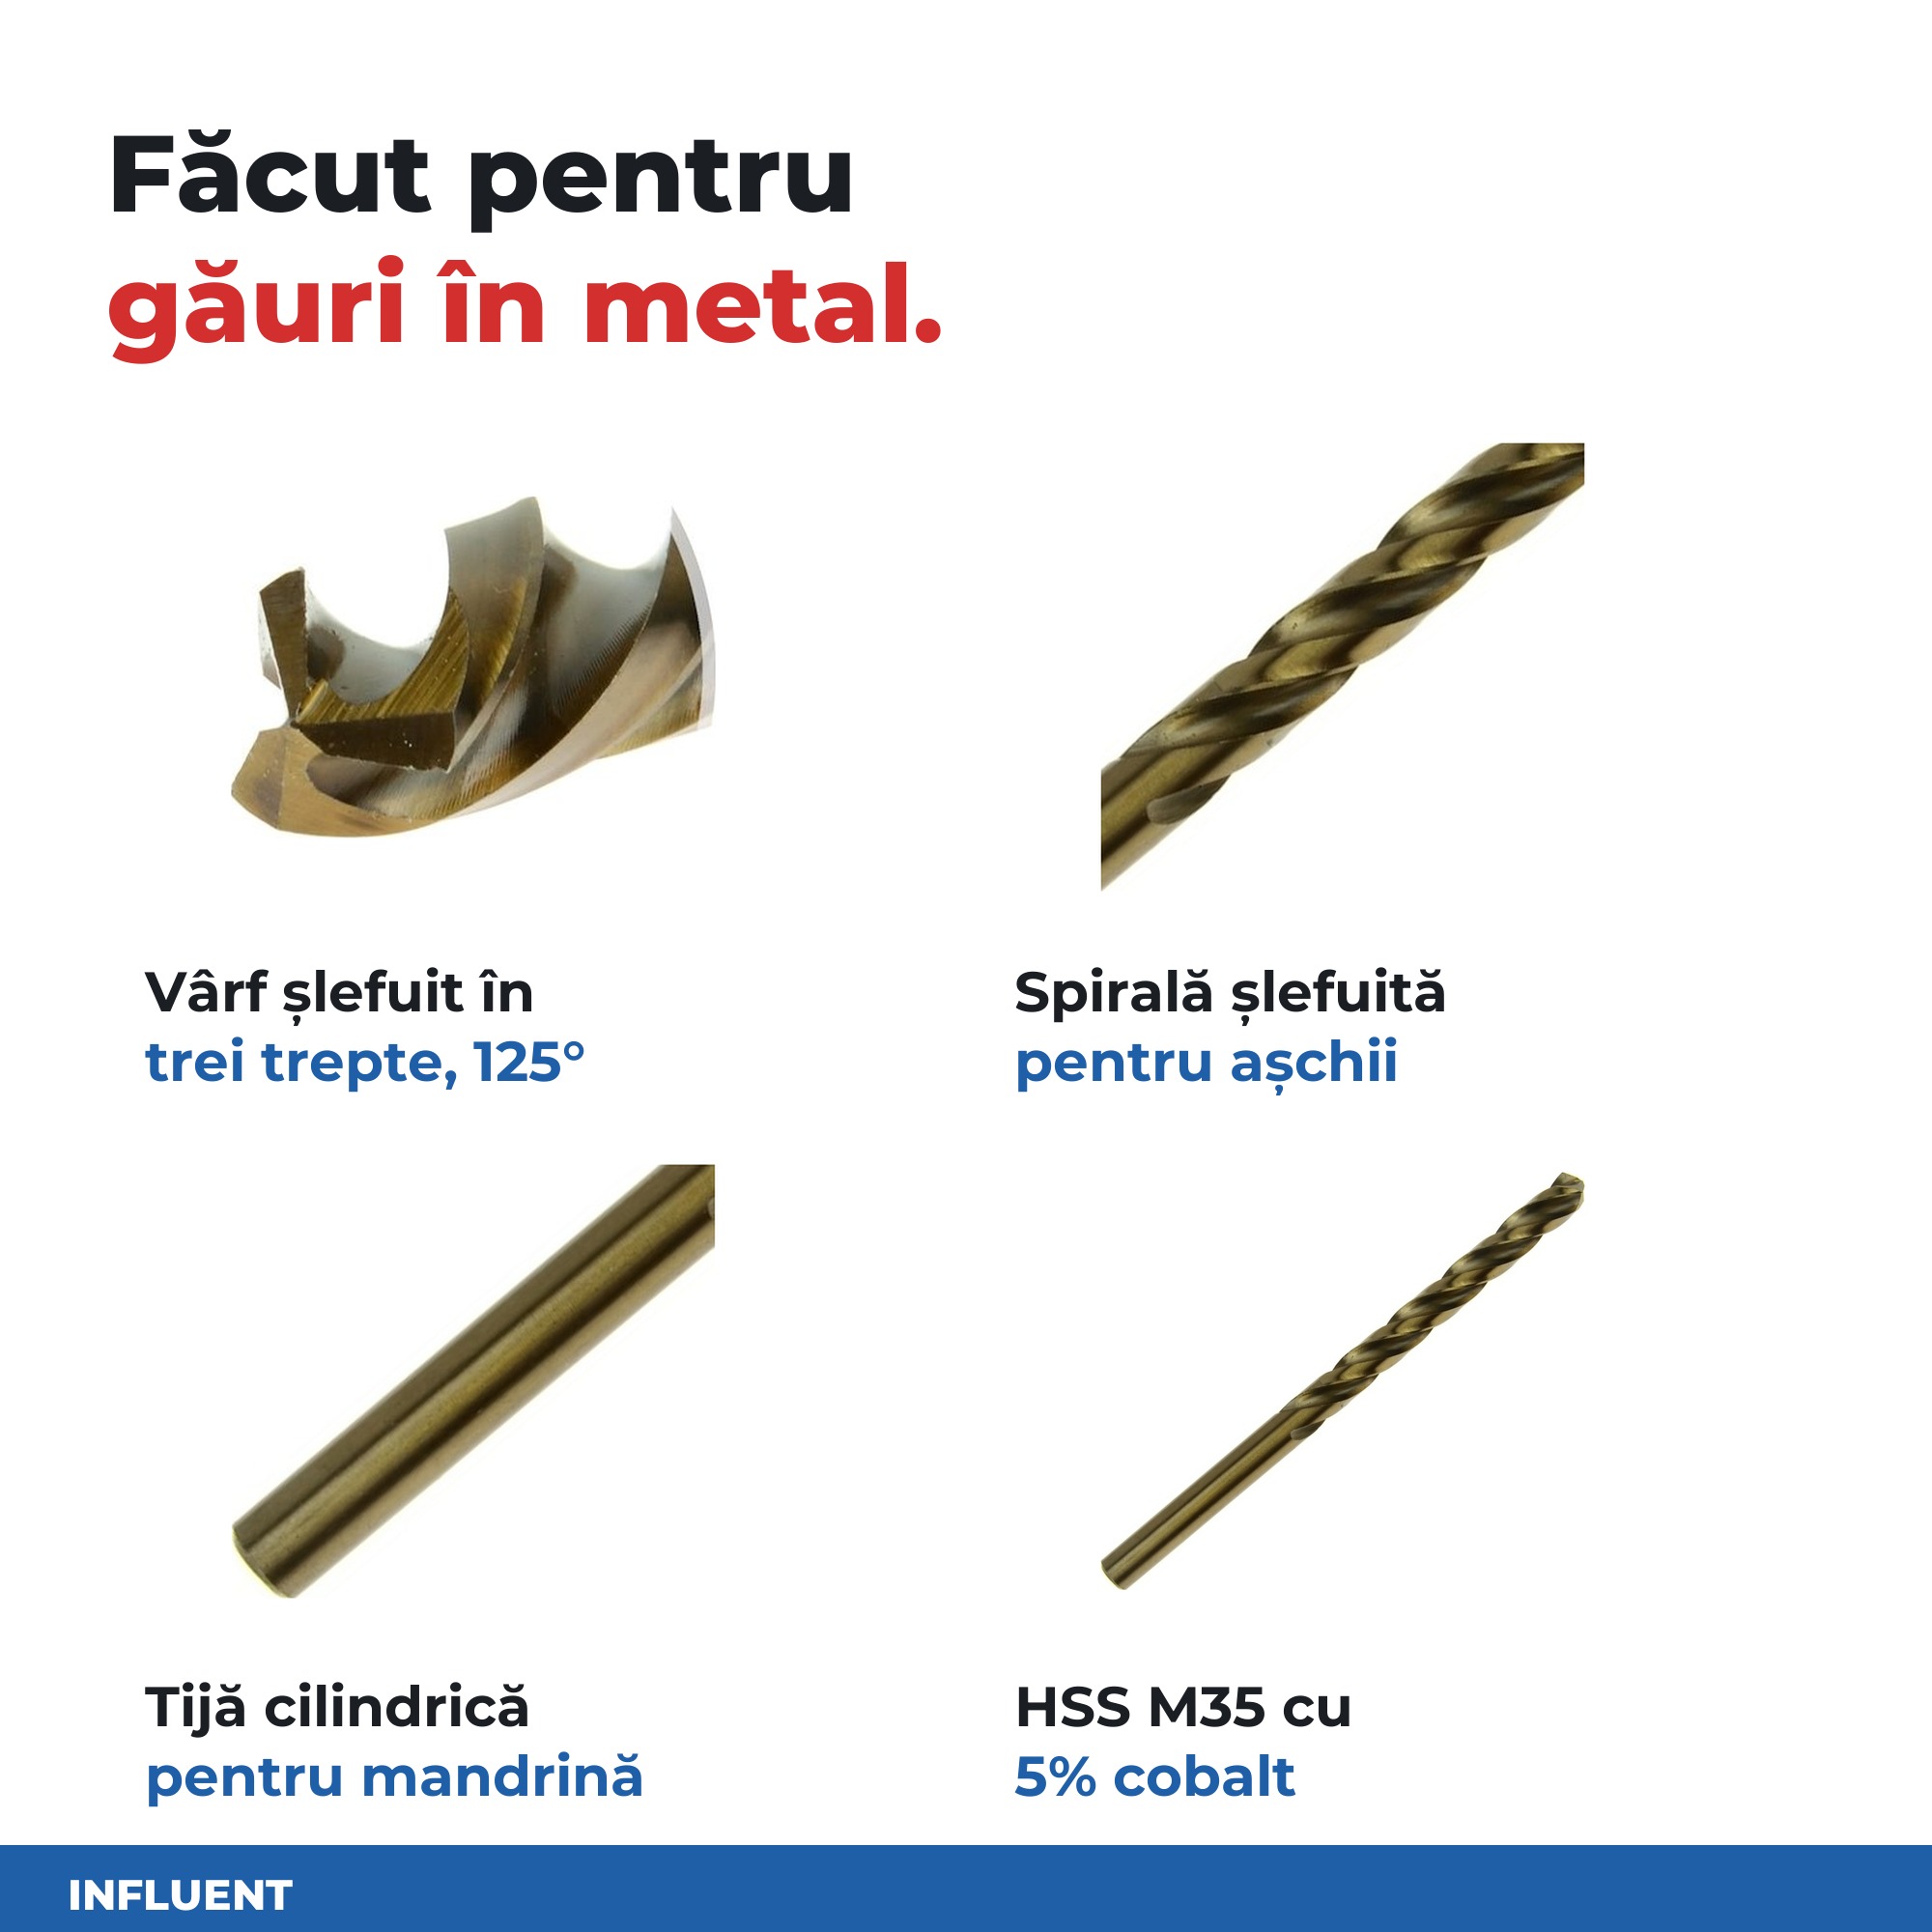 Făcut pentru
găuri în metal.
Vârf șlefuit în
trei trepte, 125°
Spirală șlefuită
pentru așchii
Tijă cilindrică
pentru mandrină
HSS M35 cu
5% cobalt
INFLUENT